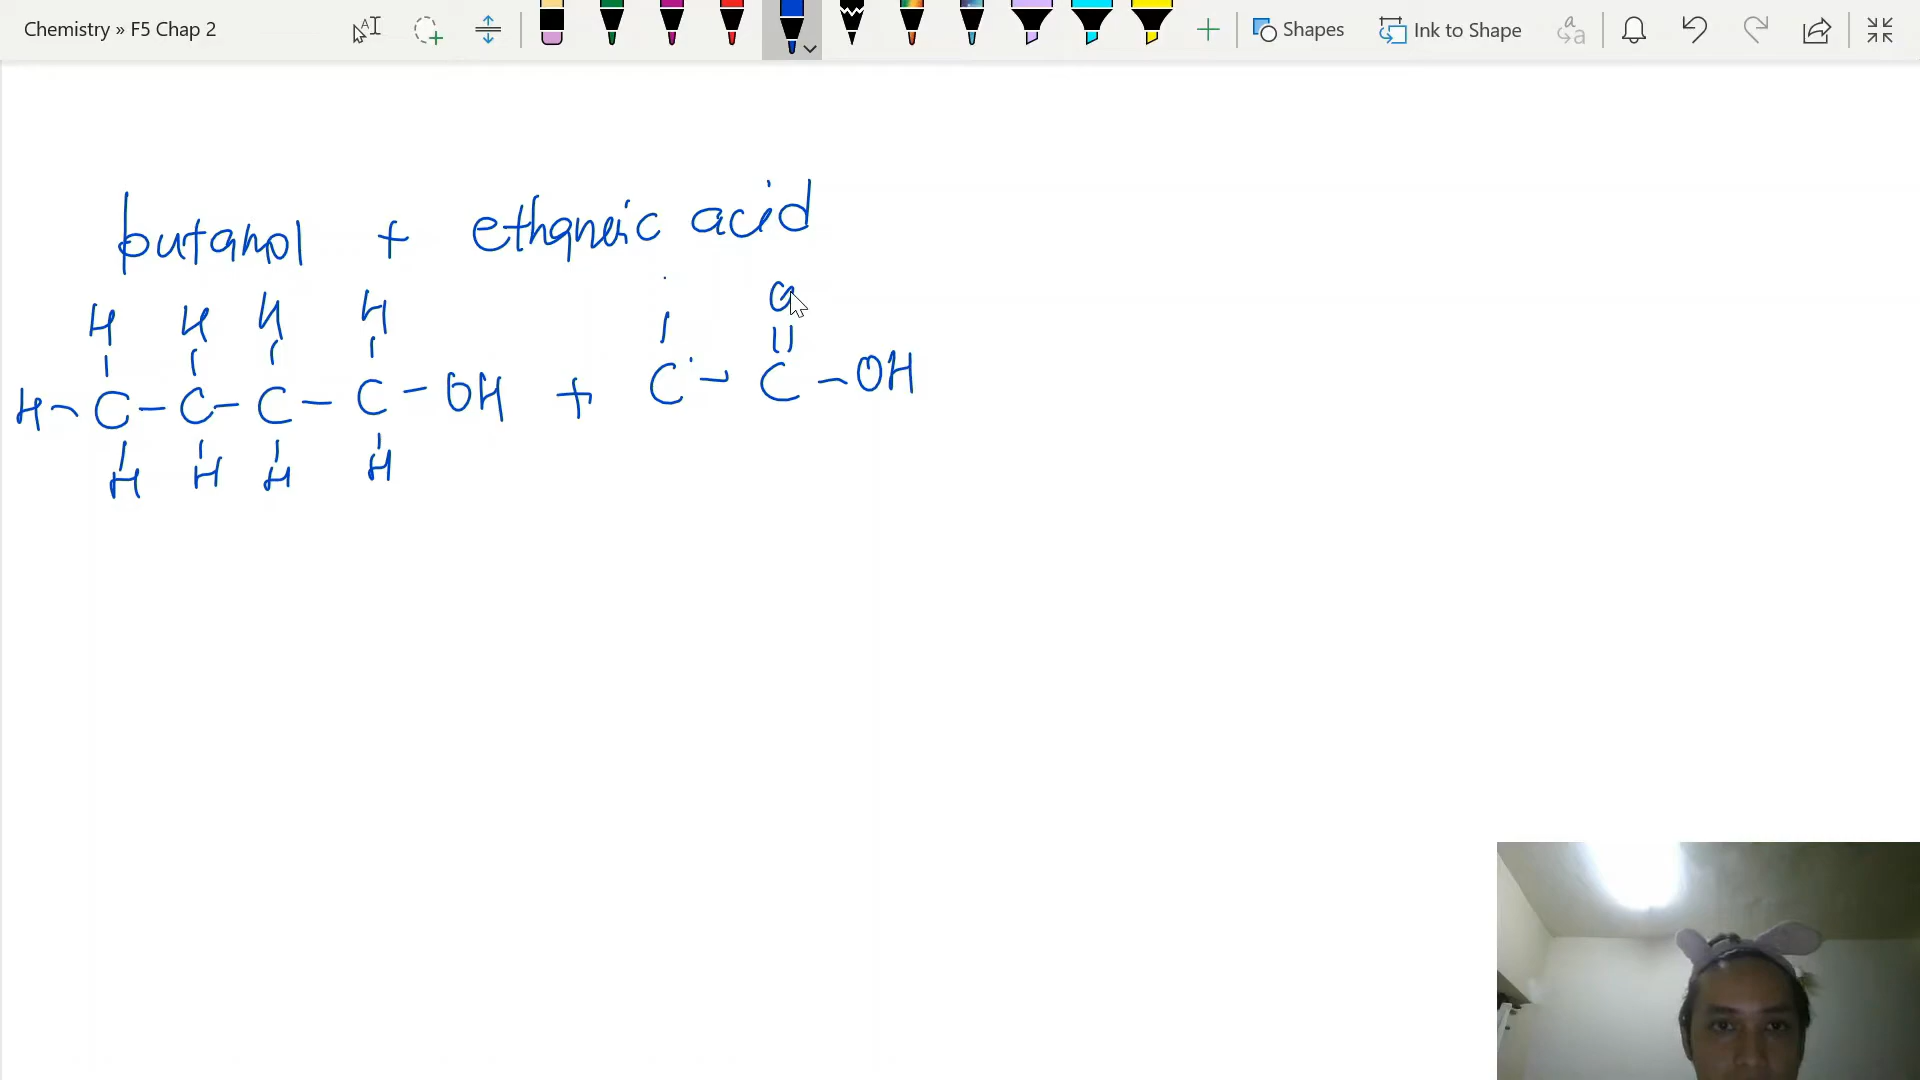 Chemistry » F5 Chap 2
Shapes
Ink to Shape
butanol + ethanoic acid
H H H H O
H - C - C - C - C - OH + C - C - OH
H H H H